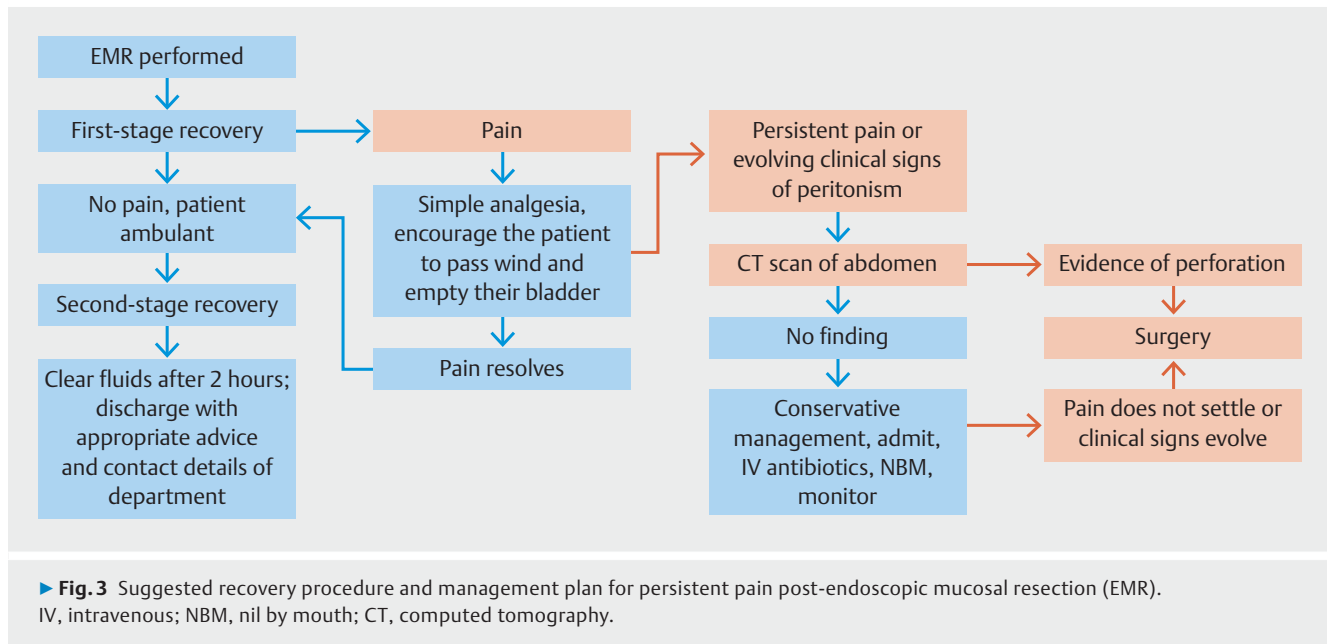 EMR performed
First-stage recovery
No pain, patient
ambulant
Second-stage recovery
Clear fluids after 2 hours;
discharge with
appropriate advice
and contact details of
department
Pain
Simple analgesia,
encourage the patient
to pass wind and
empty their bladder
Pain resolves
Persistent pain or
evolving clinical signs
of peritonism
CT scan of abdomen
No finding
Conservative
management, admit,
IV antibiotics, NBM,
monitor
Evidence of perforation
Surgery
Pain does not settle or
clinical signs evolve
▶ Fig. 3 Suggested recovery procedure and management plan for persistent pain post-endoscopic mucosal resection (EMR).
IV, intravenous; NBM, nil by mouth; CT, computed tomography.